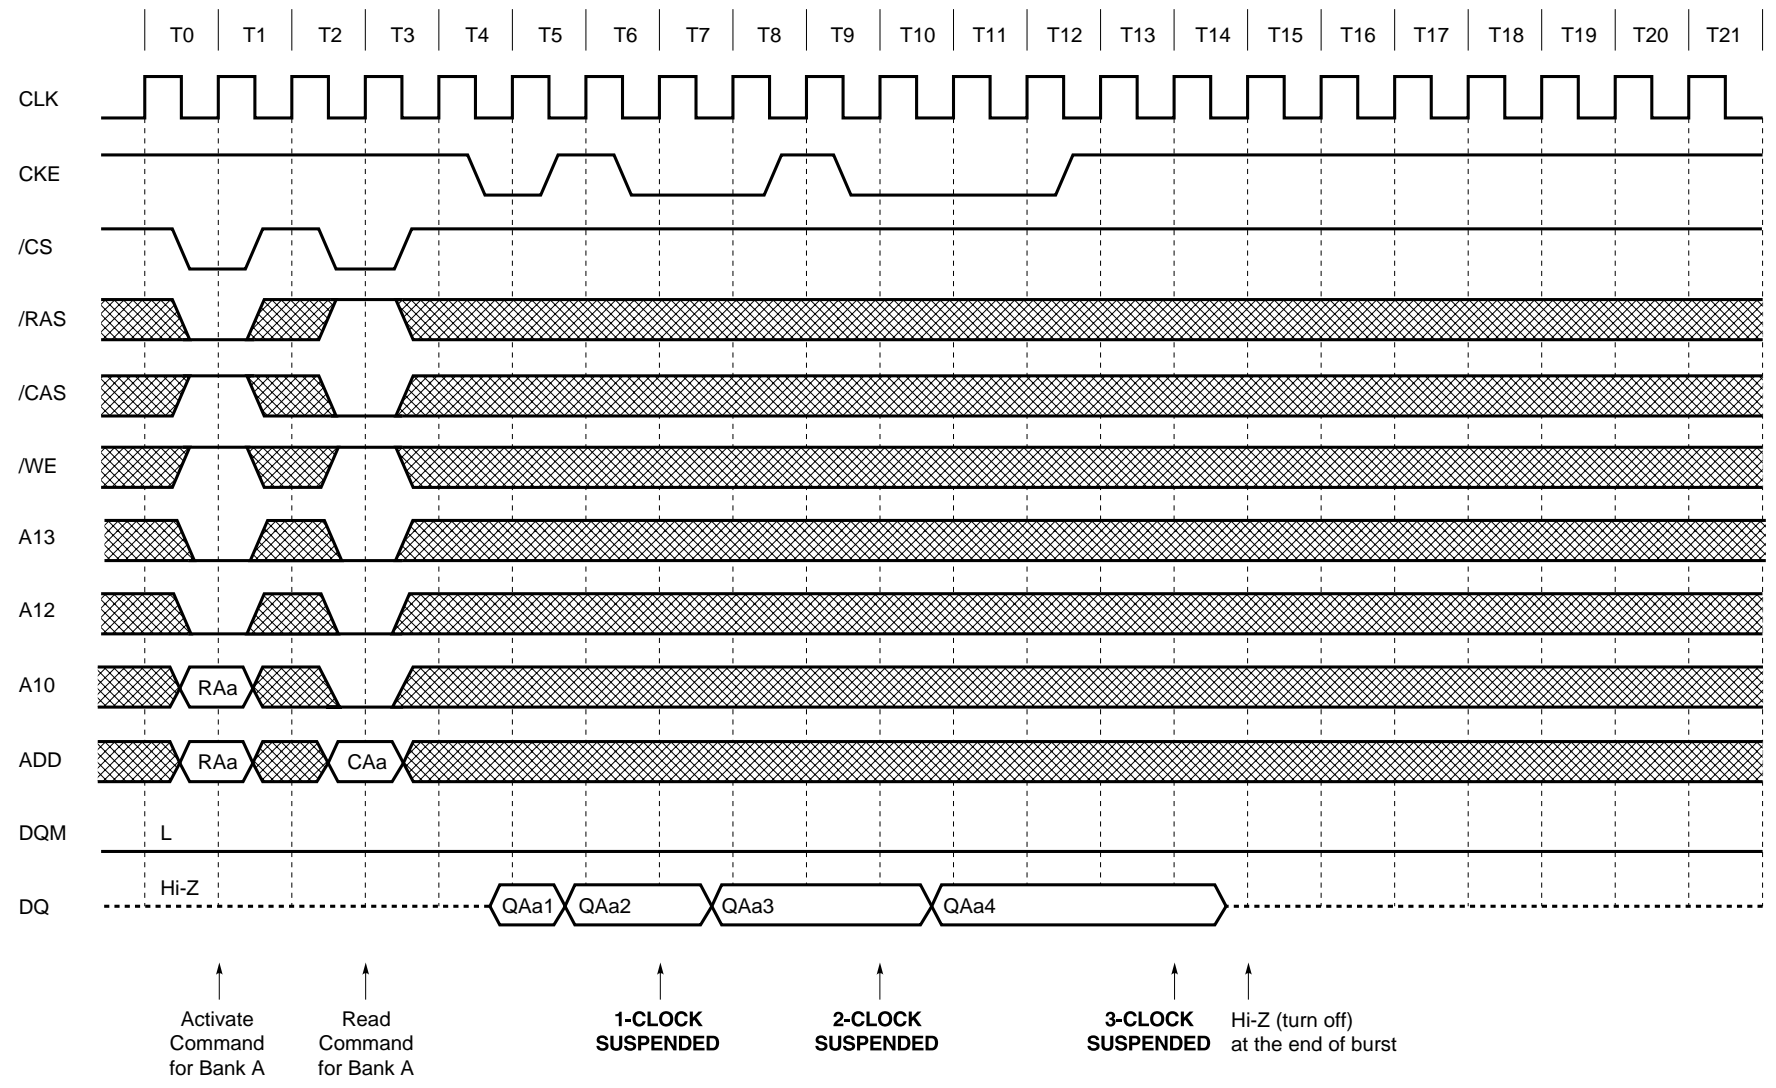 T0 T1 T2 T3 T4 T5 T6 T7 T8 T9 T10 T11 T12 T13 T14 T15 T16 T17 T18 T19 T20 T21
CLK
CKE
/CS
/RAS
/CAS
/WE
A13
A12
A10 RAa
ADD RAa CAa
DQM L
Hi-Z
DQ QAa1 QAa2 QAa3 QAa4
Activate
Command
for Bank A
Read
Command
for Bank A
1-CLOCK
SUSPENDED
2-CLOCK
SUSPENDED
3-CLOCK
SUSPENDED
Hi-Z (turn off)
at the end of burst